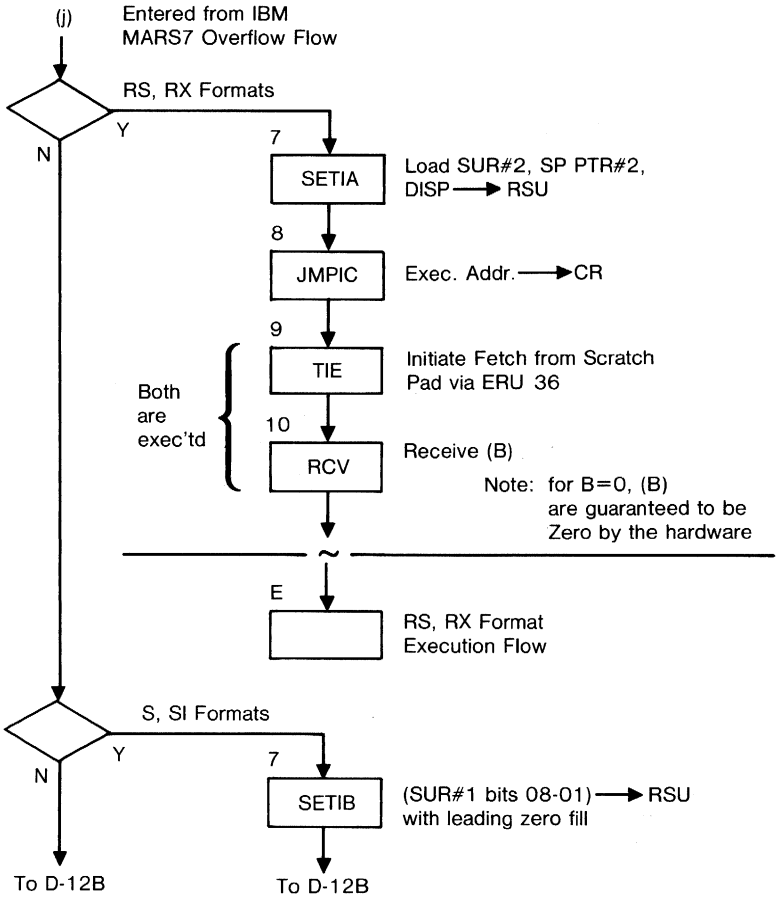 (j)
Entered from IBM
MARS7 Overflow Flow
RS, RX Formats
Y
N
7
SETIA
Load SUR#2, SP PTR#2,
DISP → RSU
8
JMPIC
Exec. Addr. → CR
9
TIE
Initiate Fetch from Scratch
Pad via ERU 36
Both
are
exec'td
10
RCV
Receive (B)
Note: for B=0, (B)
are guaranteed to be
Zero by the hardware
~
E
RS, RX Format
Execution Flow
S, SI Formats
Y
N
7
SETIB
(SUR#1 bits 08-01) → RSU
with leading zero fill
To D-12B
To D-12B